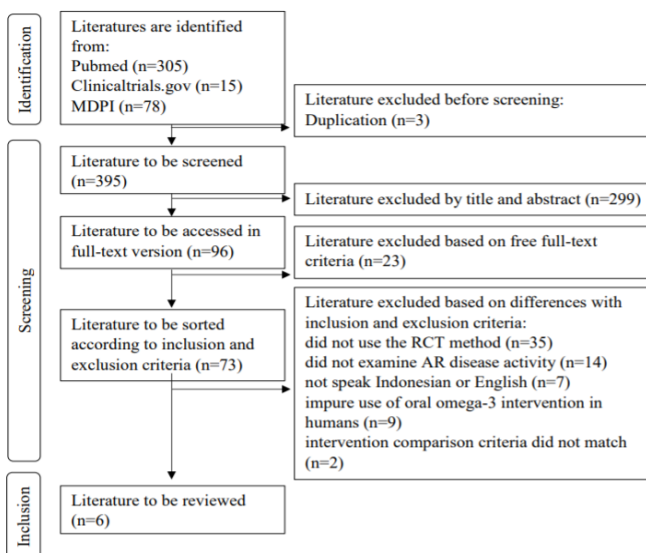 Identification
Literatures are identified
from:
Pubmed (n=305)
Clinicaltrials.gov (n=15)
MDPI (n=78)
Literature excluded before screening:
Duplication (n=3)
Screening
Literature to be screened
(n=395)
Literature excluded by title and abstract (n=299)
Literature to be accessed in
full-text version (n=96)
Literature excluded based on free full-text
criteria (n=23)
Literature to be sorted
according to inclusion and
exclusion criteria (n=73)
Literature excluded based on differences with
inclusion and exclusion criteria:
did not use the RCT method (n=35)
did not examine AR disease activity (n=14)
not speak Indonesian or English (n=7)
impure use of oral omega-3 intervention in
humans (n=9)
intervention comparison criteria did not match
(n=2)
Inclusion
Literature to be reviewed
(n=6)